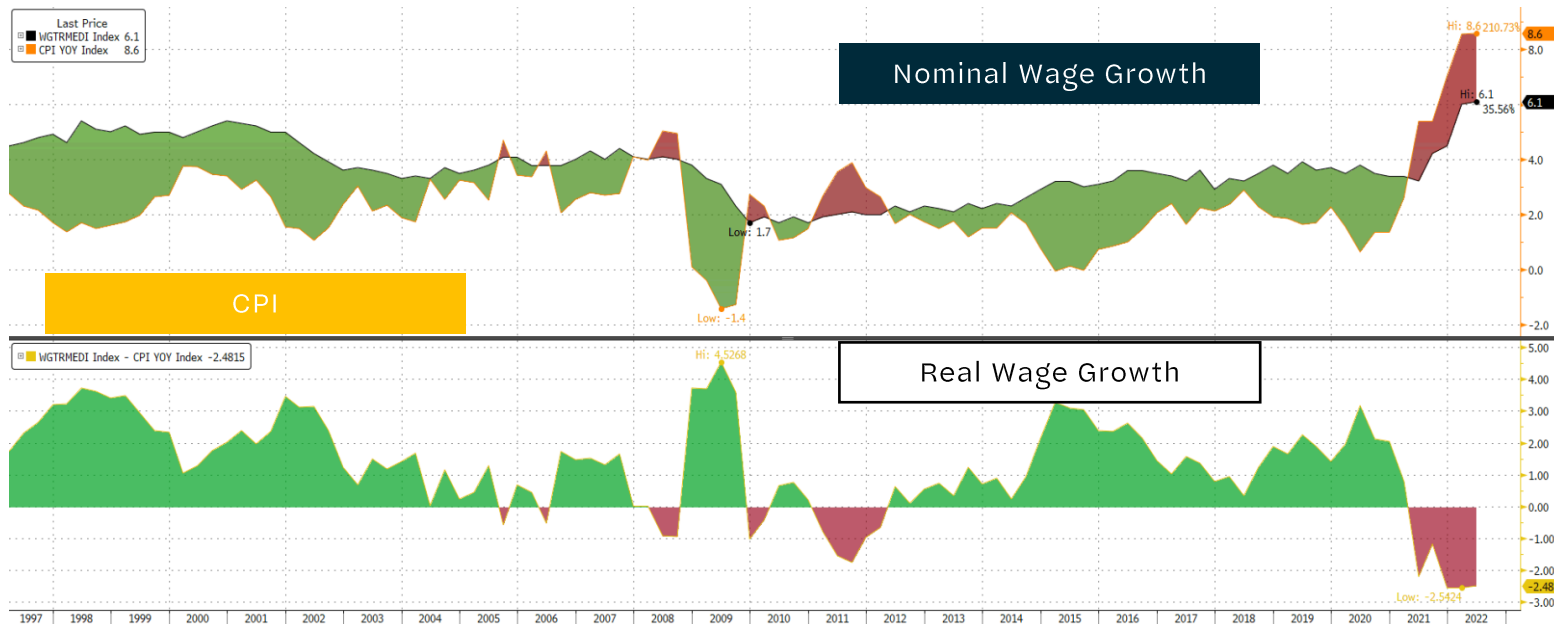 Last Price
WGTRMEDI Index 6.1
CPI YOY Index 8.6
Nominal Wage Growth
Hi: 8.6 210.73%
8.6
8.0
Hi: 6.1
35.56%
6.1
4.0
2.0
Low: 1.7
0.0
CPI
Low: -1.4
-2.0
WGTRMEDI Index - CPI YOY Index -2.4815
Hi: 4.5268
Real Wage Growth
5.00
4.00
3.00
2.00
1.00
0.00
-1.00
-2.00
-2.48
Low: -2.5424
-3.00
1997 1998 1999 2000 2001 2002 2003 2004 2005 2006 2007 2008 2009 2010 2011 2012 2013 2014 2015 2016 2017 2018 2019 2020 2021 2022